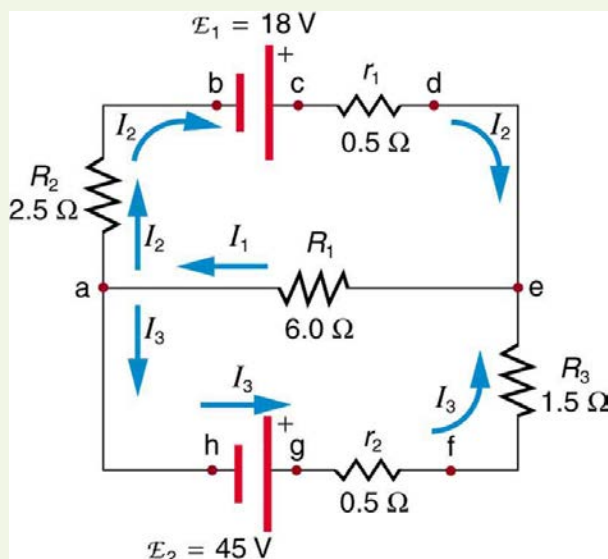 ℰ₁ = 18 V
+
b
c
r₁
d
I₂
0.5 Ω
I₂
R₂
2.5 Ω
I₂
I₁
R₁
a
e
6.0 Ω
I₃
R₃
1.5 Ω
I₃
I₃
+
h
g
r₂
f
0.5 Ω
ℰ₂ = 45 V